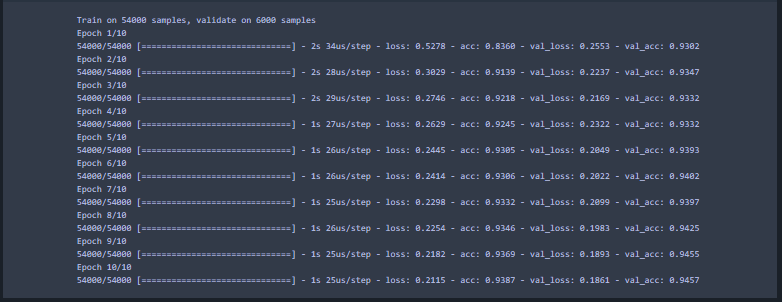 Train on 54000 samples, validate on 6000 samples
Epoch 1/10
54000/54000 [==============================] - 2s 34us/step - loss: 0.5278 - acc: 0.8360 - val_loss: 0.2553 - val_acc: 0.9302
Epoch 2/10
54000/54000 [==============================] - 2s 28us/step - loss: 0.3029 - acc: 0.9139 - val_loss: 0.2237 - val_acc: 0.9347
Epoch 3/10
54000/54000 [==============================] - 2s 29us/step - loss: 0.2746 - acc: 0.9218 - val_loss: 0.2169 - val_acc: 0.9332
Epoch 4/10
54000/54000 [==============================] - 1s 27us/step - loss: 0.2629 - acc: 0.9245 - val_loss: 0.2322 - val_acc: 0.9332
Epoch 5/10
54000/54000 [==============================] - 1s 26us/step - loss: 0.2445 - acc: 0.9305 - val_loss: 0.2049 - val_acc: 0.9393
Epoch 6/10
54000/54000 [==============================] - 1s 26us/step - loss: 0.2414 - acc: 0.9306 - val_loss: 0.2022 - val_acc: 0.9402
Epoch 7/10
54000/54000 [==============================] - 1s 25us/step - loss: 0.2298 - acc: 0.9332 - val_loss: 0.2099 - val_acc: 0.9397
Epoch 8/10
54000/54000 [==============================] - 1s 26us/step - loss: 0.2254 - acc: 0.9346 - val_loss: 0.1983 - val_acc: 0.9425
Epoch 9/10
54000/54000 [==============================] - 1s 25us/step - loss: 0.2182 - acc: 0.9369 - val_loss: 0.1893 - val_acc: 0.9455
Epoch 10/10
54000/54000 [==============================] - 1s 25us/step - loss: 0.2115 - acc: 0.9387 - val_loss: 0.1861 - val_acc: 0.9457